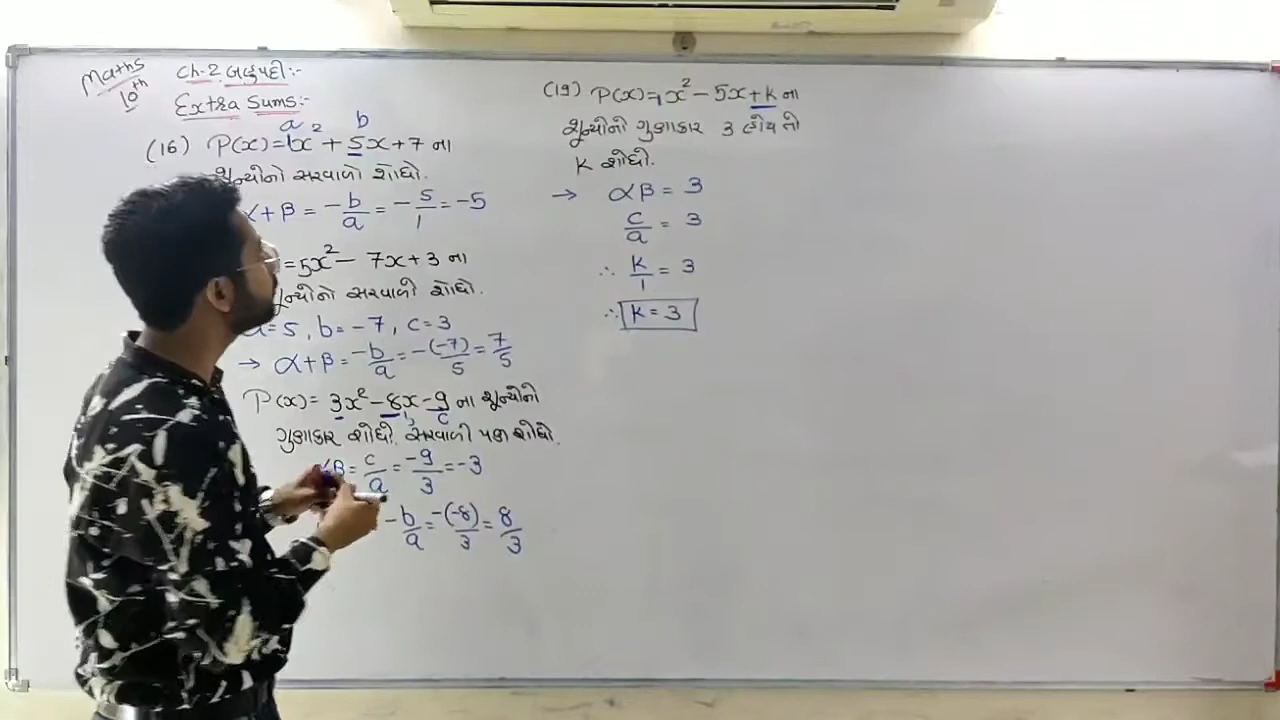 Maths
10th
Ch-2 બહુપદી:-
Extra Sums:-
a b
(16) P(x)=1x² + 5x+7 ના
શૂન્યોનો સરવાળો શોધો.
α+β = -b/a = -5/1 = -5
=5x² - 7x+3 ના
શૂન્યોનો સરવાળો શોધો.
a=5, b=-7, c=3
→ α+β = -b/a = -(-7)/5 = 7/5
P(x) = 3x²-8x-9 ના શૂન્યોનો
b c
ગુણાકાર શોધો. સરવાળો પણ શોધો.
αβ = c/a = -9/3 = -3
-b/a = -(-8)/3 = 8/3
(19) P(x)=1x²-5x+k ના
શૂન્યોનો ગુણાકાર 3 હોય તો
K શોધો.
→ αβ = 3
c/a = 3
∴ K/1 = 3
∴ K=3